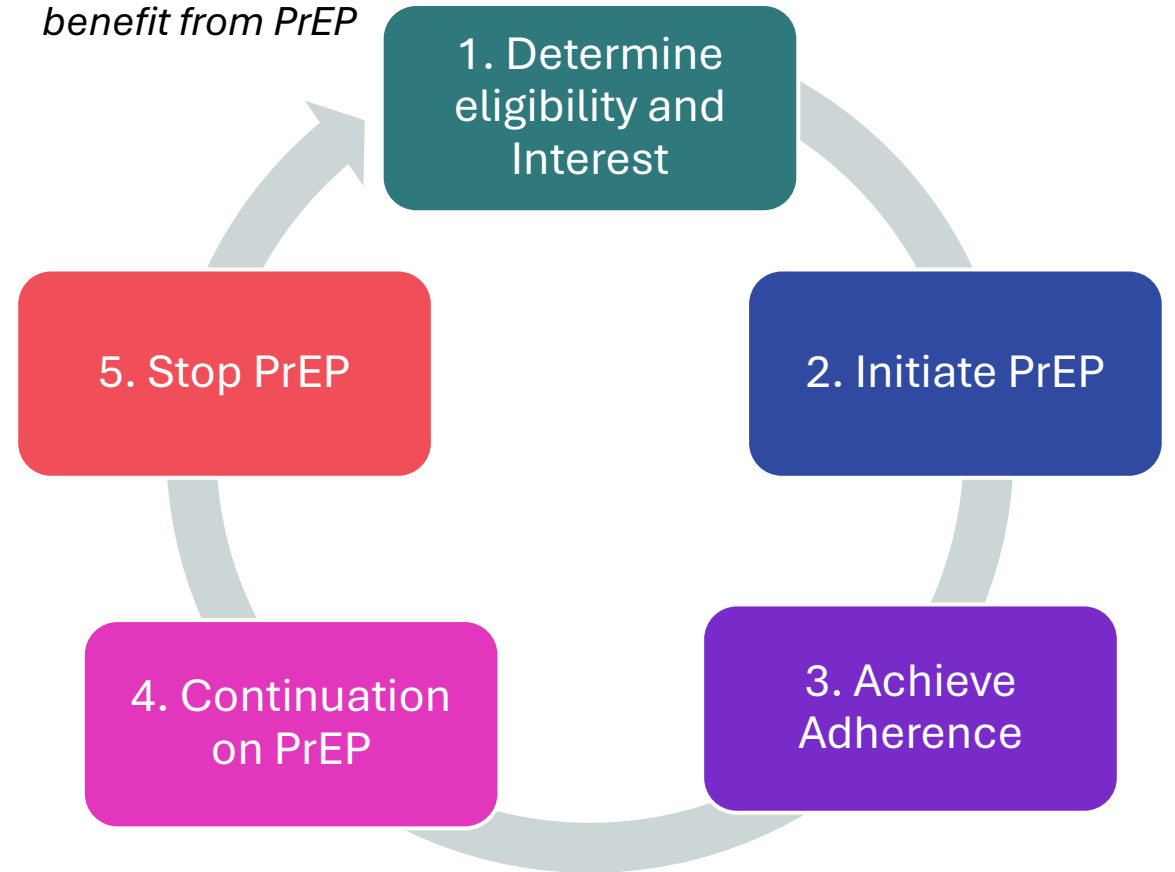 benefit from PrEP
1. Determine
eligibility and
Interest
2. Initiate PrEP
3. Achieve
Adherence
4. Continuation
on PrEP
5. Stop PrEP